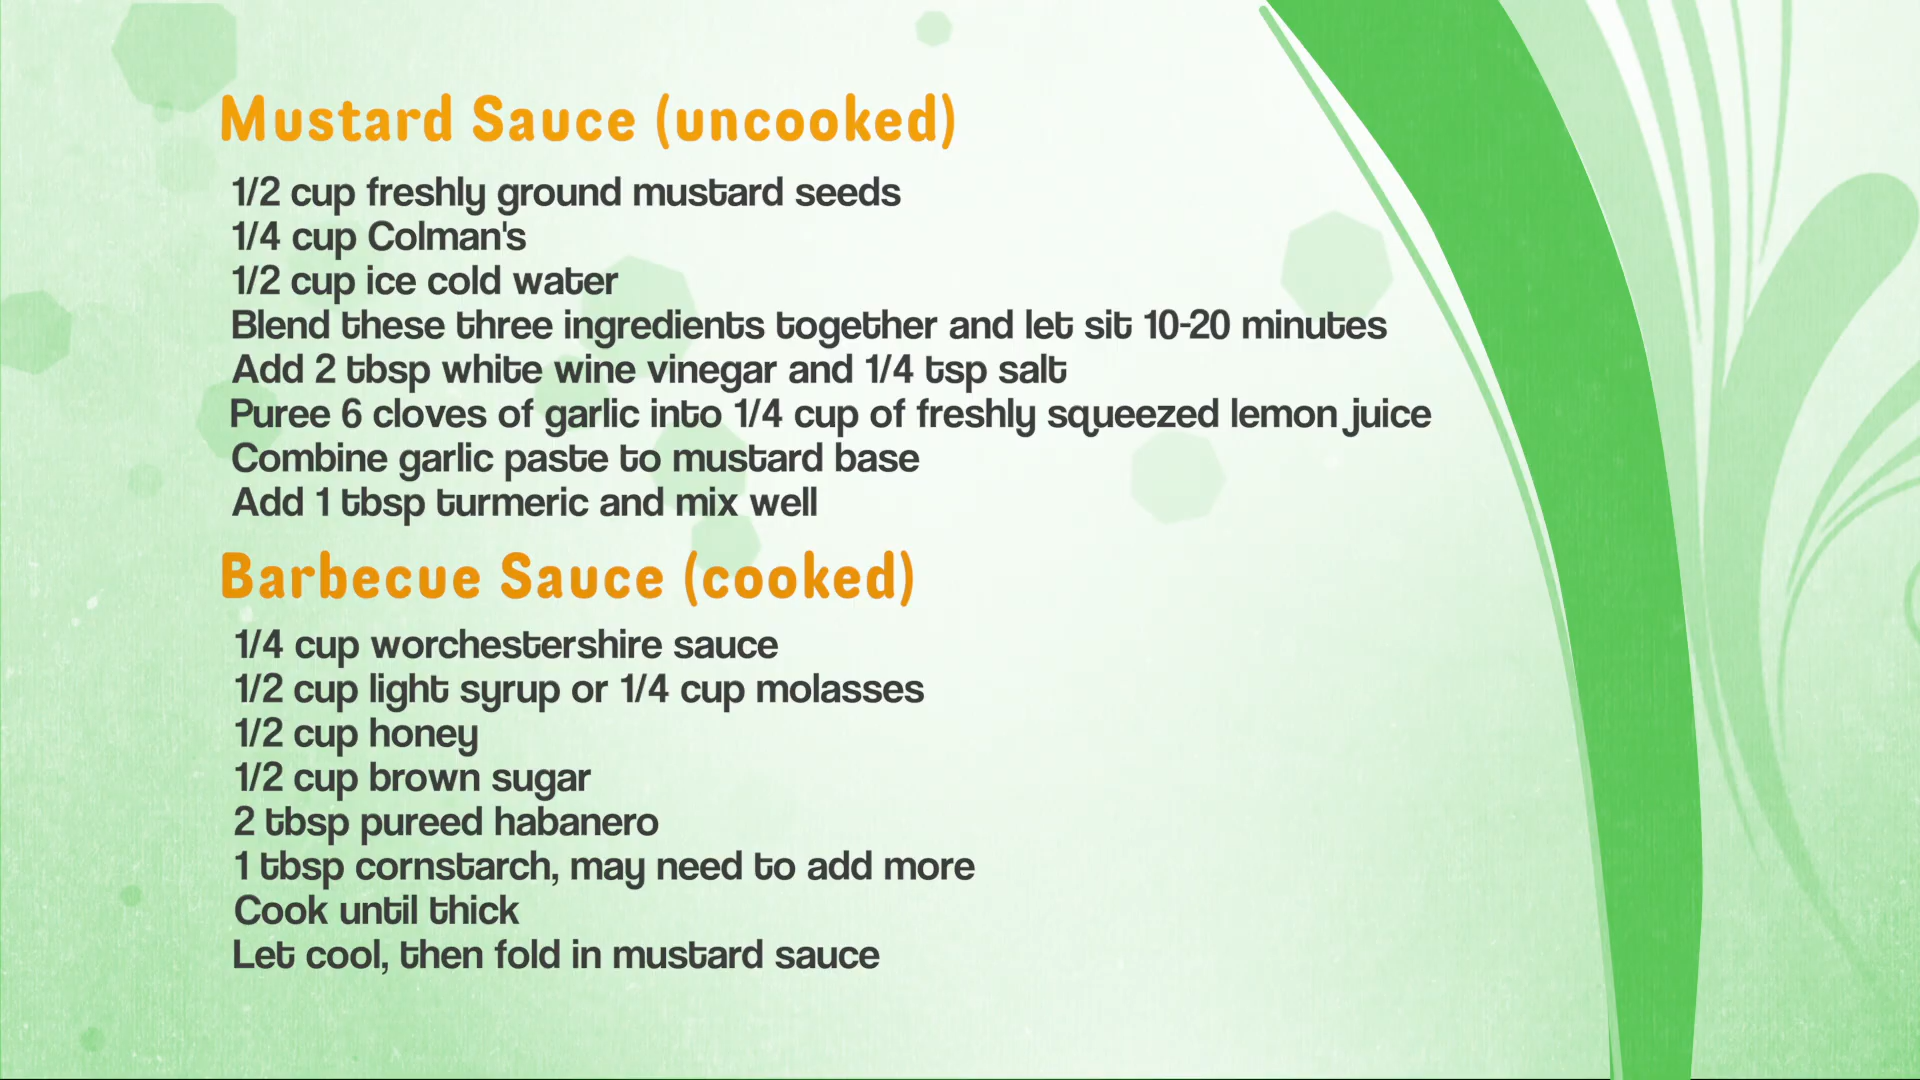 Mustard Sauce (uncooked)
1/2 cup freshly ground mustard seeds
1/4 cup Colman's
1/2 cup ice cold water
Blend these three ingredients together and let sit 10-20 minutes
Add 2 tbsp white wine vinegar and 1/4 tsp salt
Puree 6 cloves of garlic into 1/4 cup of freshly squeezed lemon juice
Combine garlic paste to mustard base
Add 1 tbsp turmeric and mix well
Barbecue Sauce (cooked)
1/4 cup worchestershire sauce
1/2 cup light syrup or 1/4 cup molasses
1/2 cup honey
1/2 cup brown sugar
2 tbsp pureed habanero
1 tbsp cornstarch, may need to add more
Cook until thick
Let cool, then fold in mustard sauce